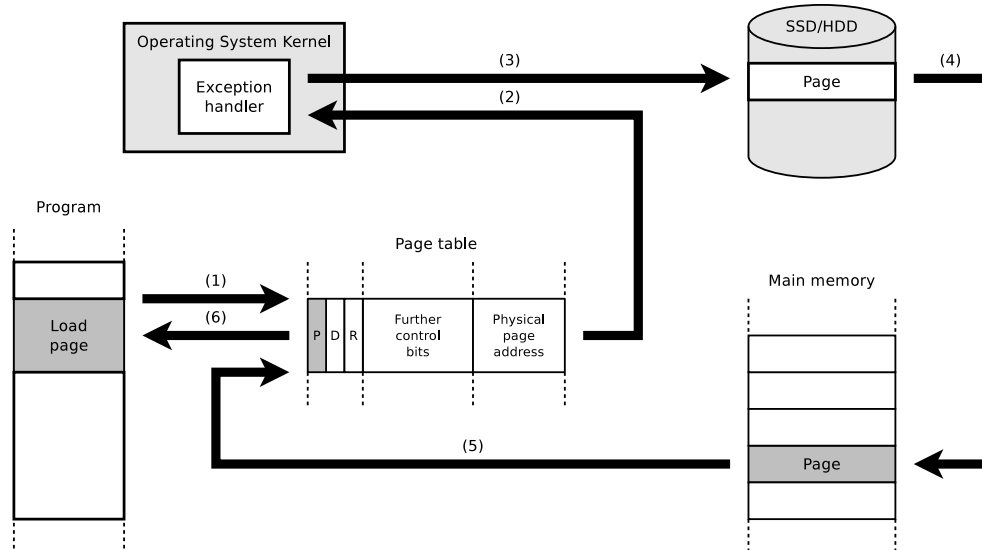 Operating System Kernel
Exception
handler
(3)
(2)
SSD/HDD
Page
(4)
Program
Load
page
(1)
(6)
Page table
P
D
R
Further
control
bits
Physical
page
address
Main memory
Page
(5)